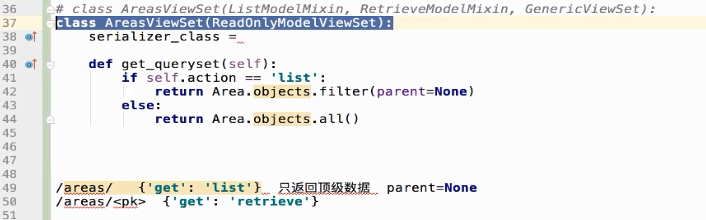 36 # class AreasViewSet(ListModelMixin, RetrieveModelMixin, GenericViewSet):
37 class AreasViewSet(ReadOnlyModelViewSet):
38     serializer_class =
39
40     def get_queryset(self):
41         if self.action == 'list':
42             return Area.objects.filter(parent=None)
43         else:
44             return Area.objects.all()
45
46
47
48
49 /areas/   {'get': 'list'}  只返回顶级数据  parent=None
50 /areas/<pk>  {'get': 'retrieve'}
51